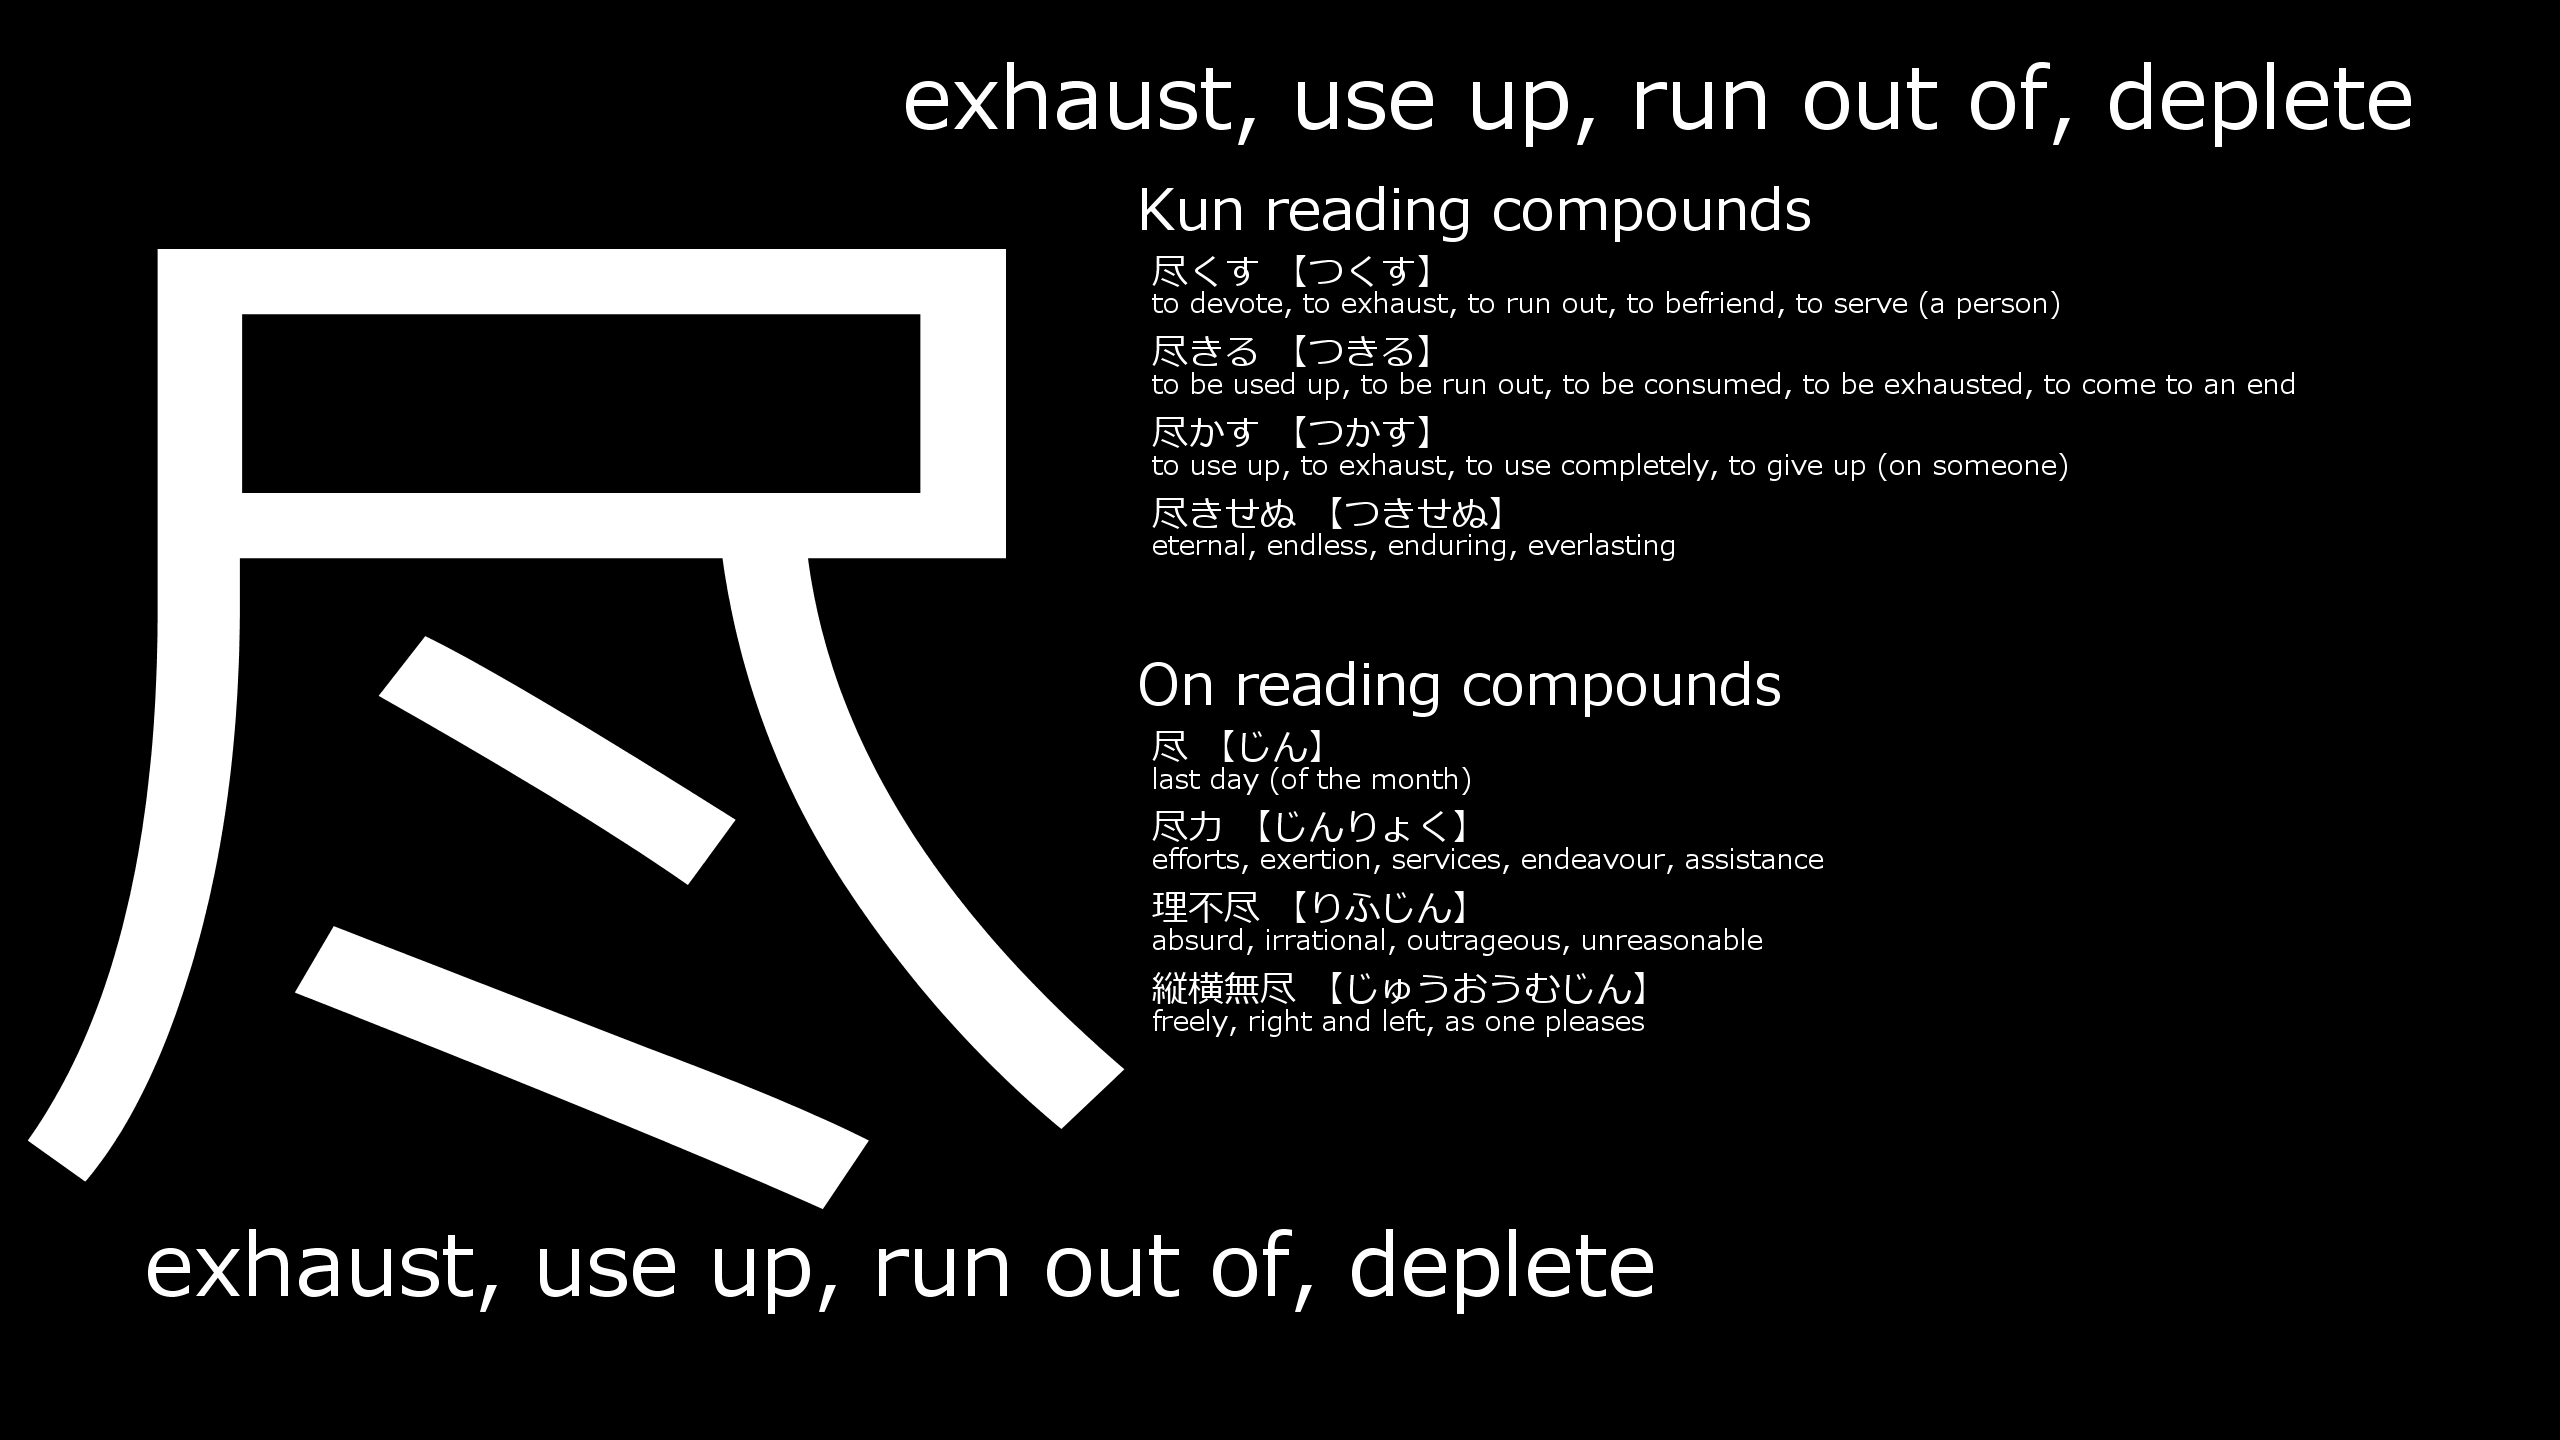 exhaust, use up, run out of, deplete
尽
Kun reading compounds
尽くす 【つくす】
to devote, to exhaust, to run out, to befriend, to serve (a person)
尽きる 【つきる】
to be used up, to be run out, to be consumed, to be exhausted, to come to an end
尽かす 【つかす】
to use up, to exhaust, to use completely, to give up (on someone)
尽きせぬ 【つきせぬ】
eternal, endless, enduring, everlasting
On reading compounds
尽 【じん】
last day (of the month)
尽力 【じんりょく】
efforts, exertion, services, endeavour, assistance
理不尽 【りふじん】
absurd, irrational, outrageous, unreasonable
縦横無尽 【じゅうおうむじん】
freely, right and left, as one pleases
exhaust, use up, run out of, deplete